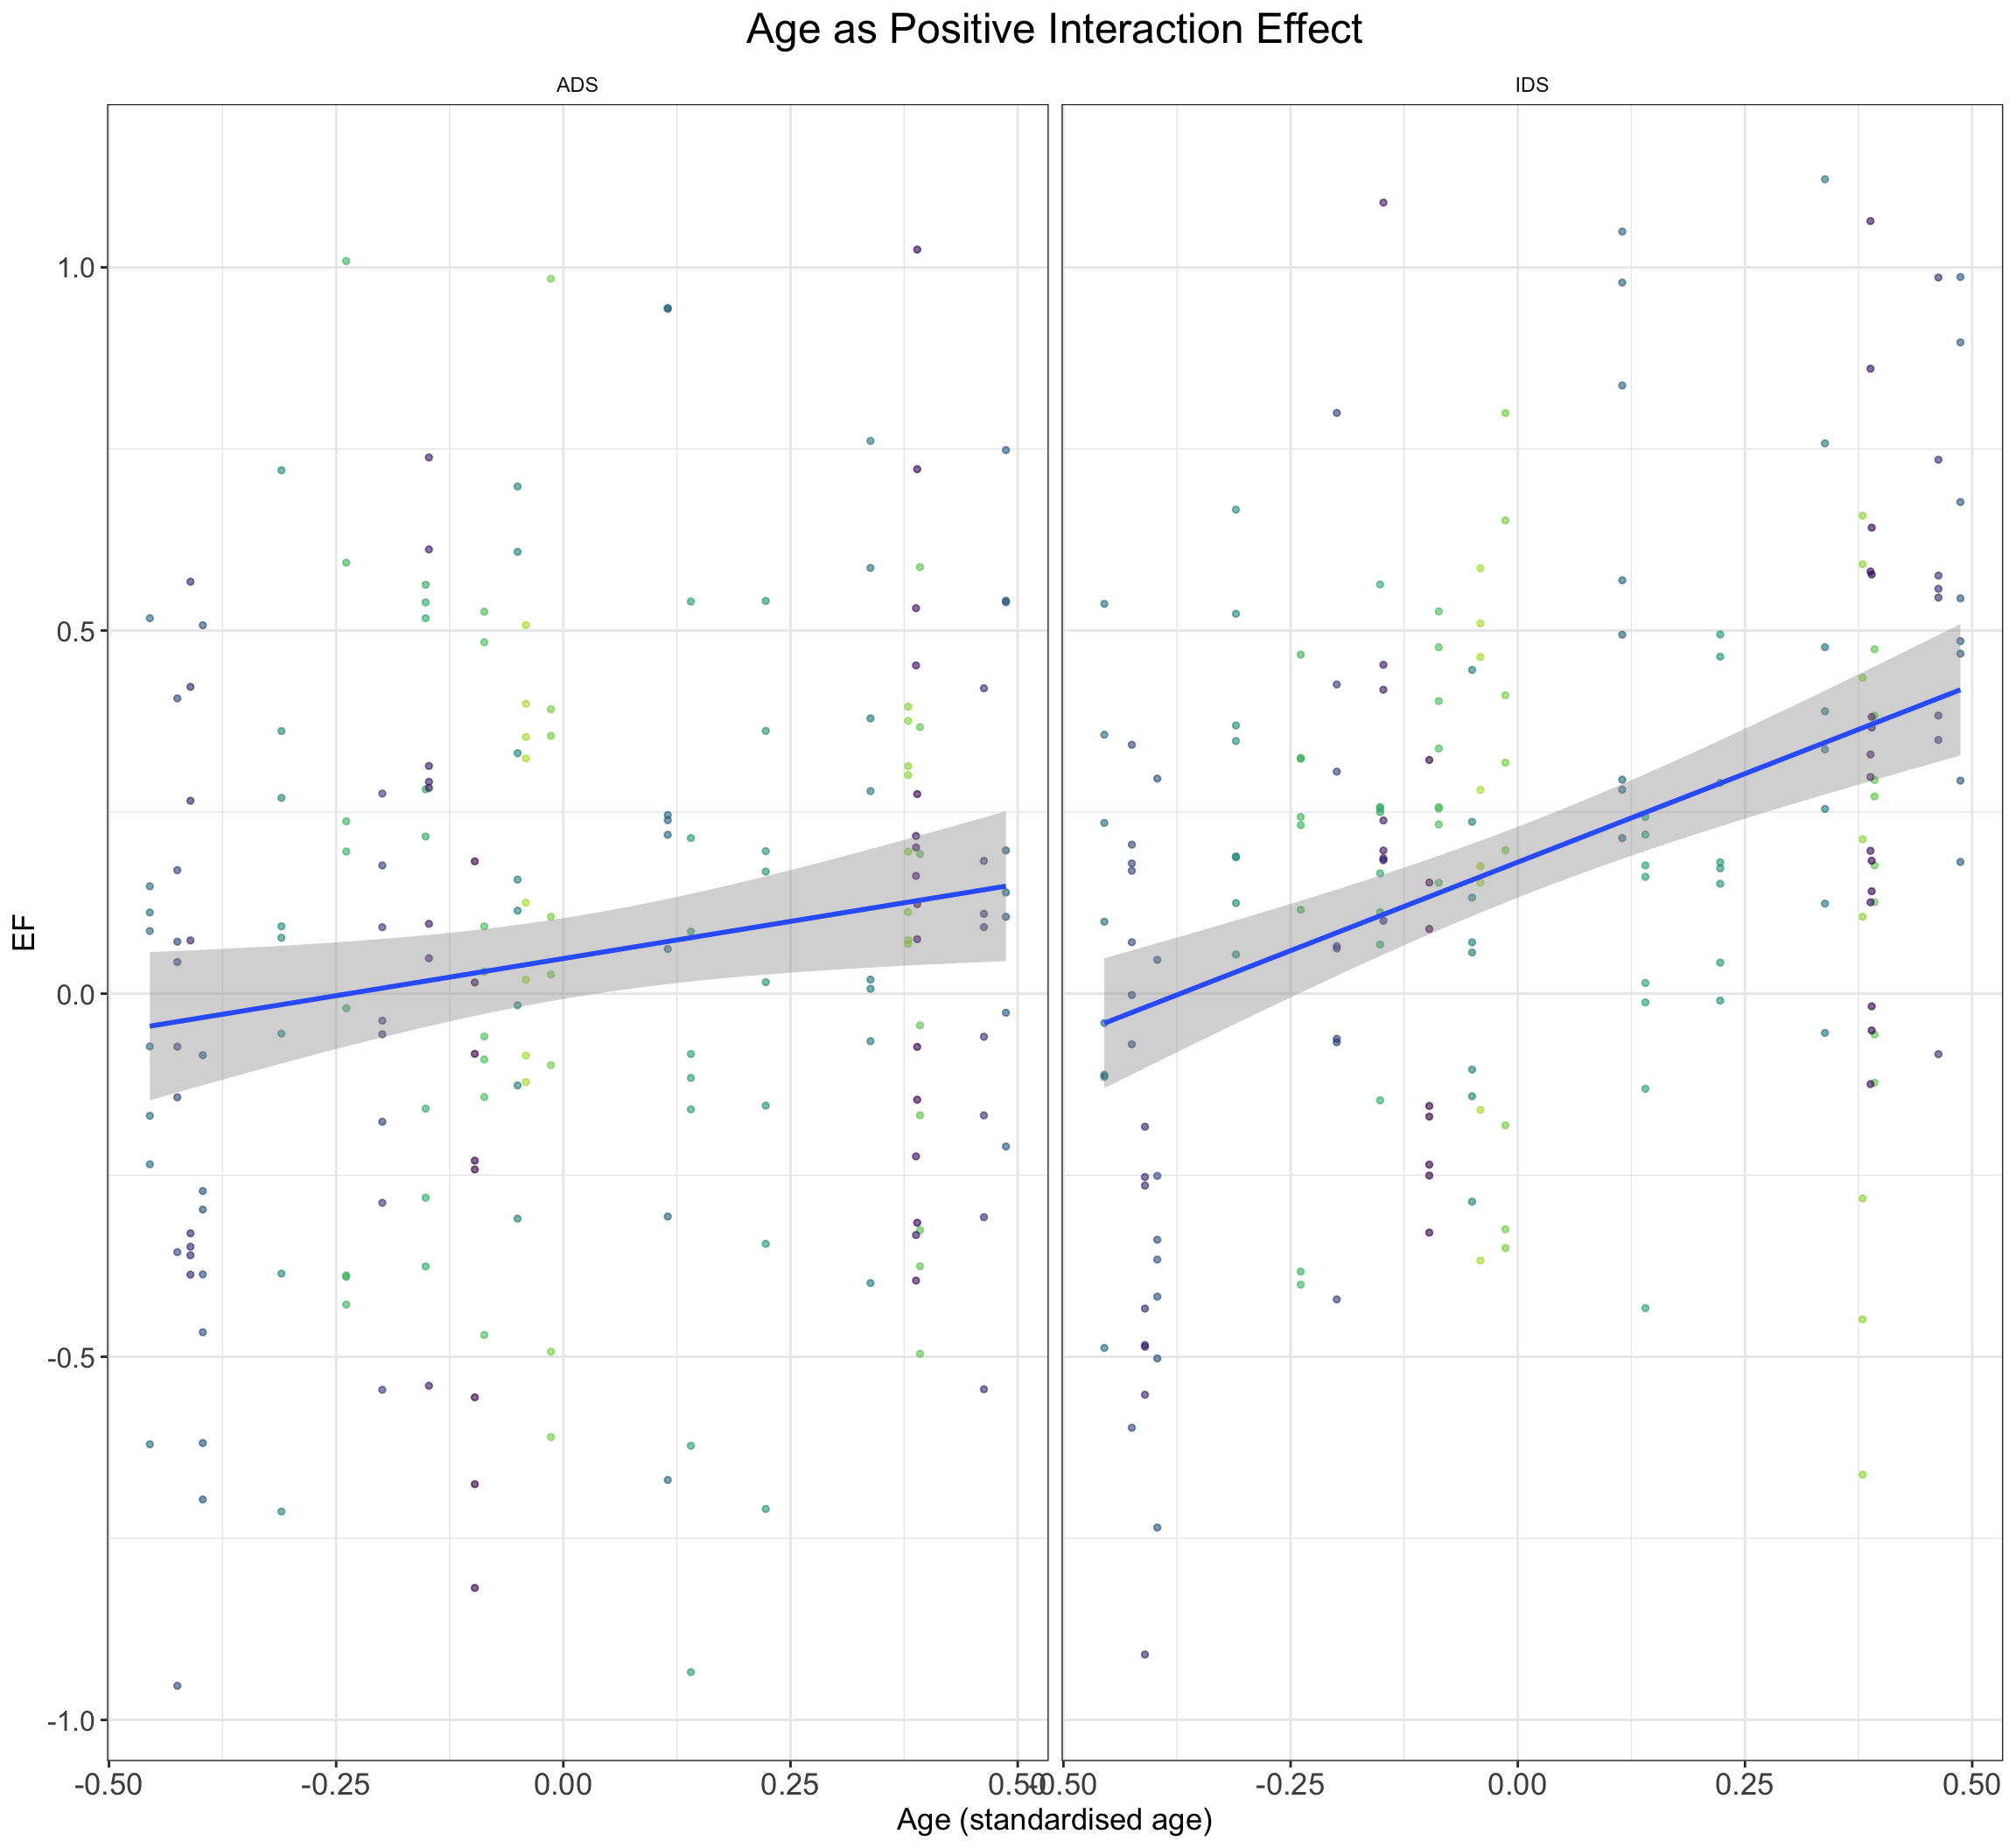 Age as Positive Interaction Effect
ADS
IDS
1.0
0.5
0.0
-0.5
-1.0
EF
-0.50 -0.25 0.00 0.25 0.50
-0.50 -0.25 0.00 0.25 0.50
Age (standardised age)